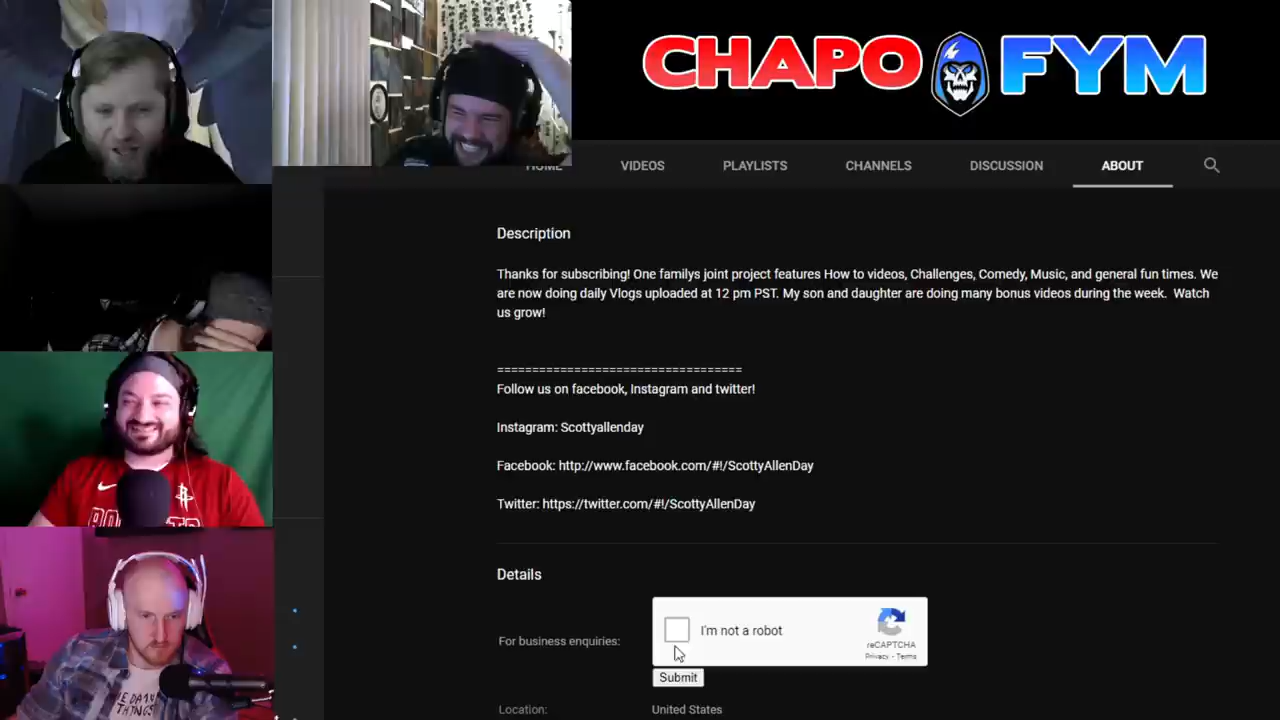 CHAPO FYM
HOME
VIDEOS
PLAYLISTS
CHANNELS
DISCUSSION
ABOUT
Description
Thanks for subscribing! One familys joint project features How to videos, Challenges, Comedy, Music, and general fun times. We
are now doing daily Vlogs uploaded at 12 pm PST. My son and daughter are doing many bonus videos during the week. Watch
us grow!
==================================
Follow us on facebook, Instagram and twitter!
Instagram: Scottyallenday
Facebook: http://www.facebook.com/#!/ScottyAllenDay
Twitter: https://twitter.com/#!/ScottyAllenDay
Details
For business enquiries:
I'm not a robot
reCAPTCHA
Privacy - Terms
Submit
Location:
United States